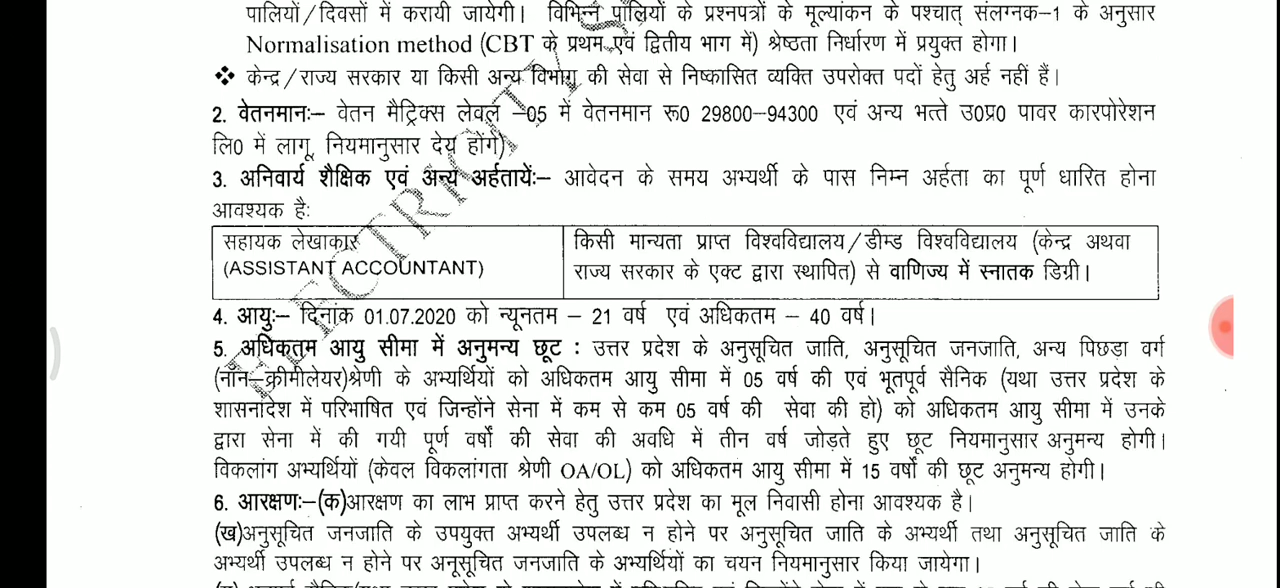 पालियों/दिवसों में करायी जायेगी। विभिन्न पालियों के प्रश्नपत्रों के मूल्यांकन के पश्चात् संलग्नक-1 के अनुसार
Normalisation method (CBT के प्रथम एवं द्वितीय भाग में) श्रेष्ठता निर्धारण में प्रयुक्त होगा।
❖ केन्द्र/राज्य सरकार या किसी अन्य विभाग की सेवा से निष्कासित व्यक्ति उपरोक्त पदों हेतु अर्ह नहीं हैं।
2. वेतनमानः– वेतन मैट्रिक्स लेवल –05 में वेतनमान रू0 29800–94300 एवं अन्य भत्ते उ0प्र0 पावर कारपोरेशन
लि0 में लागू, नियमानुसार देय होंगे)
3. अनिवार्य शैक्षिक एवं अन्य अर्हतायेंः– आवेदन के समय अभ्यर्थी के पास निम्न अर्हता का पूर्ण धारित होना
आवश्यक हैः
सहायक लेखाकार
(ASSISTANT ACCOUNTANT)
किसी मान्यता प्राप्त विश्वविद्यालय/डीम्ड विश्वविद्यालय (केन्द्र अथवा
राज्य सरकार के एक्ट द्वारा स्थापित) से वाणिज्य में स्नातक डिग्री।
4. आयुः– दिनांक 01.07.2020 को न्यूनतम – 21 वर्ष एवं अधिकतम – 40 वर्ष।
5. अधिकतम आयु सीमा में अनुमन्य छूट : उत्तर प्रदेश के अनुसूचित जाति, अनुसूचित जनजाति, अन्य पिछड़ा वर्ग
(नॉन–क्रीमीलेयर)श्रेणी के अभ्यर्थियों को अधिकतम आयु सीमा में 05 वर्ष की एवं भूतपूर्व सैनिक (यथा उत्तर प्रदेश के
शासनादेश में परिभाषित एवं जिन्होंने सेना में कम से कम 05 वर्ष की सेवा की हो) को अधिकतम आयु सीमा में उनके
द्वारा सेना में की गयी पूर्ण वर्षों की सेवा की अवधि में तीन वर्ष जोड़ते हुए छूट नियमानुसार अनुमन्य होगी।
विकलांग अभ्यर्थियों (केवल विकलांगता श्रेणी OA/OL) को अधिकतम आयु सीमा में 15 वर्षों की छूट अनुमन्य होगी।
6. आरक्षणः–(क)आरक्षण का लाभ प्राप्त करने हेतु उत्तर प्रदेश का मूल निवासी होना आवश्यक है।
(ख)अनुसूचित जनजाति के उपयुक्त अभ्यर्थी उपलब्ध न होने पर अनुसूचित जाति के अभ्यर्थी तथा अनुसूचित जाति के
अभ्यर्थी उपलब्ध न होने पर अनूसूचित जनजाति के अभ्यर्थियों का चयन नियमानुसार किया जायेगा।